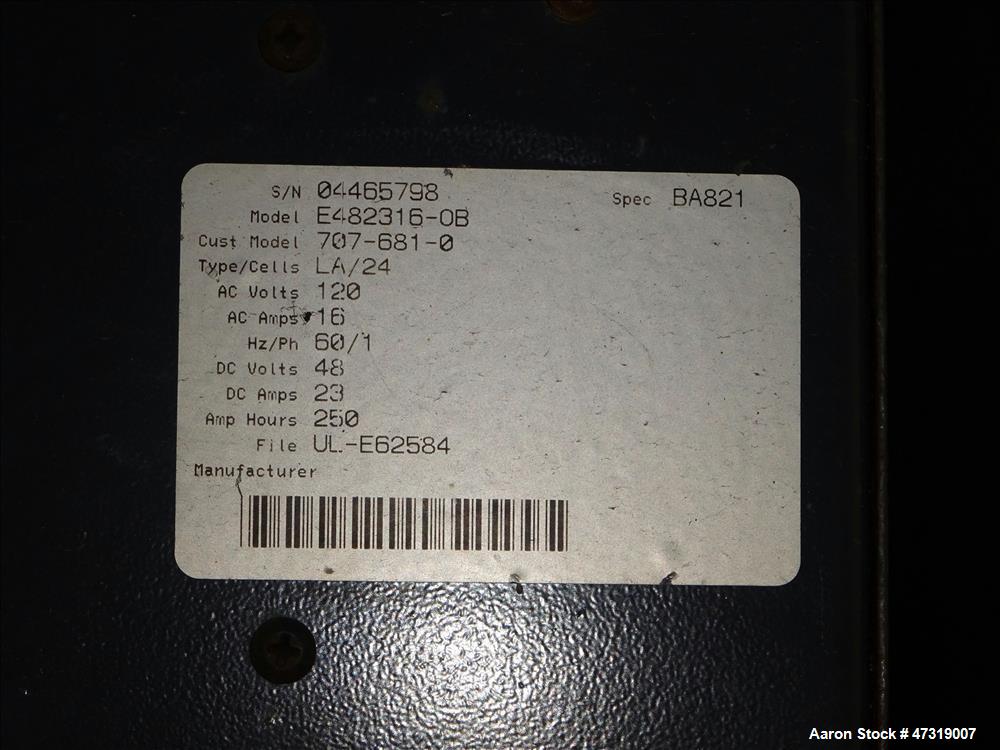 S/N 04465798 Spec BA821
Model E482316-0B
Cust Model 707-681-0
Type/Cells LA/24
AC Volts 120
AC Amps 16
Hz/Ph 60/1
DC Volts 48
DC Amps 23
Amp Hours 250
File UL-E62584
Manufacturer
Aaron Stock # 47319007